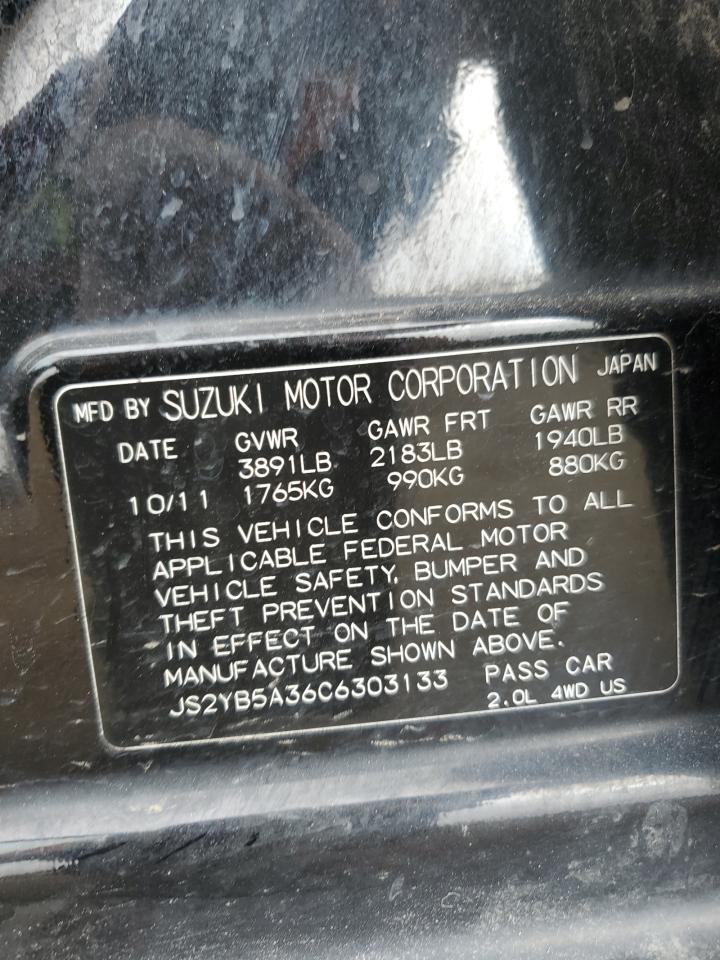 MFD BY SUZUKI MOTOR CORPORATION JAPAN
DATE GVWR GAWR FRT GAWR RR
3891LB 2183LB 1940LB
10/11 1765KG 990KG 880KG
THIS VEHICLE CONFORMS TO ALL
APPLICABLE FEDERAL MOTOR
VEHICLE SAFETY, BUMPER AND
THEFT PREVENTION STANDARDS
IN EFFECT ON THE DATE OF
MANUFACTURE SHOWN ABOVE.
JS2YB5A36C6303133 PASS CAR
2.0L 4WD US